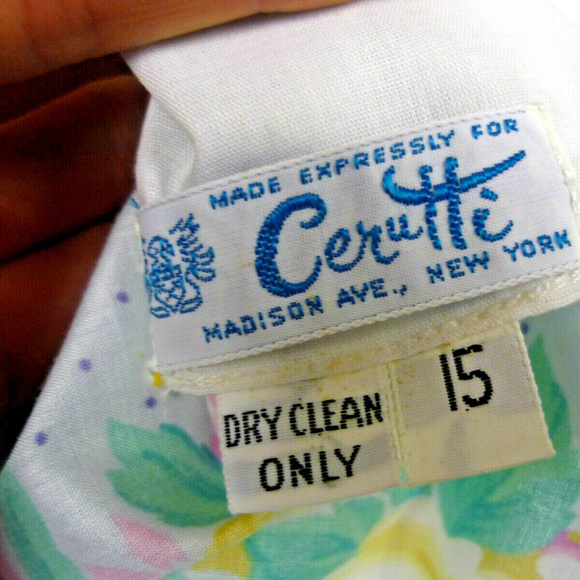 MADE EXPRESSLY FOR
Cerutti
MADISON AVE., NEW YORK
DRY CLEAN
ONLY
15